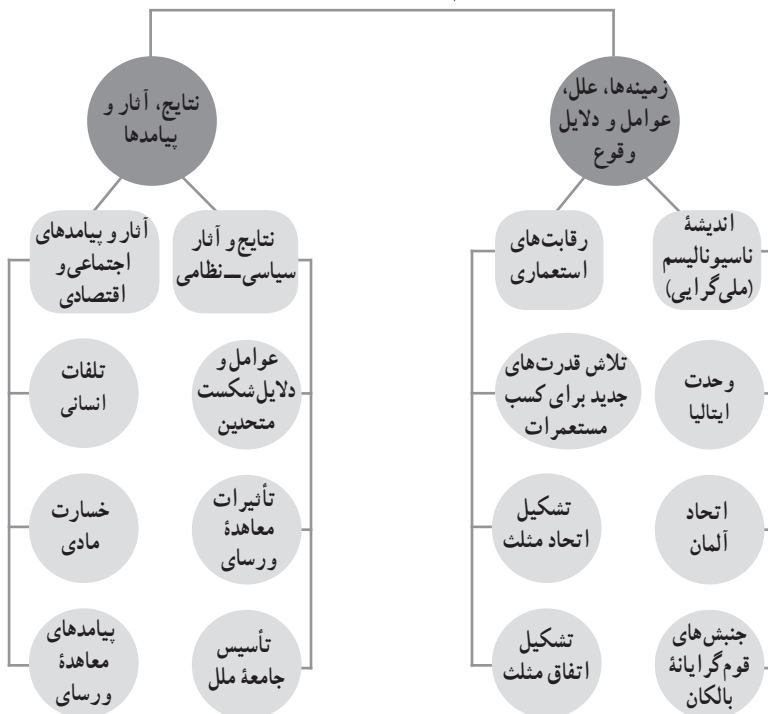 زمینه‌ها، علل،
عوامل و دلایل
وقوع
نتایج، آثار و
پیامدها
اندیشهٔ
ناسیونالیسم
(ملی‌گرایی)
رقابت‌های
استعماری
نتایج و آثار
سیاسی ـ نظامی
آثار و پیامدهای
اجتماعی و
اقتصادی
وحدت
ایتالیا
تلاش قدرت‌های
جدید برای کسب
مستعمرات
عوامل و
دلایل شکست
متحدین
تلفات
انسانی
اتحاد
آلمان
تشکیل
اتحاد مثلث
تأثیرات
معاهدهٔ
ورسای
خسارت
مادی
جنبش‌های
قوم‌گرایانهٔ
بالکان
تشکیل
اتفاق مثلث
تأسیس
جامعهٔ ملل
پیامدهای
معاهدهٔ
ورسای